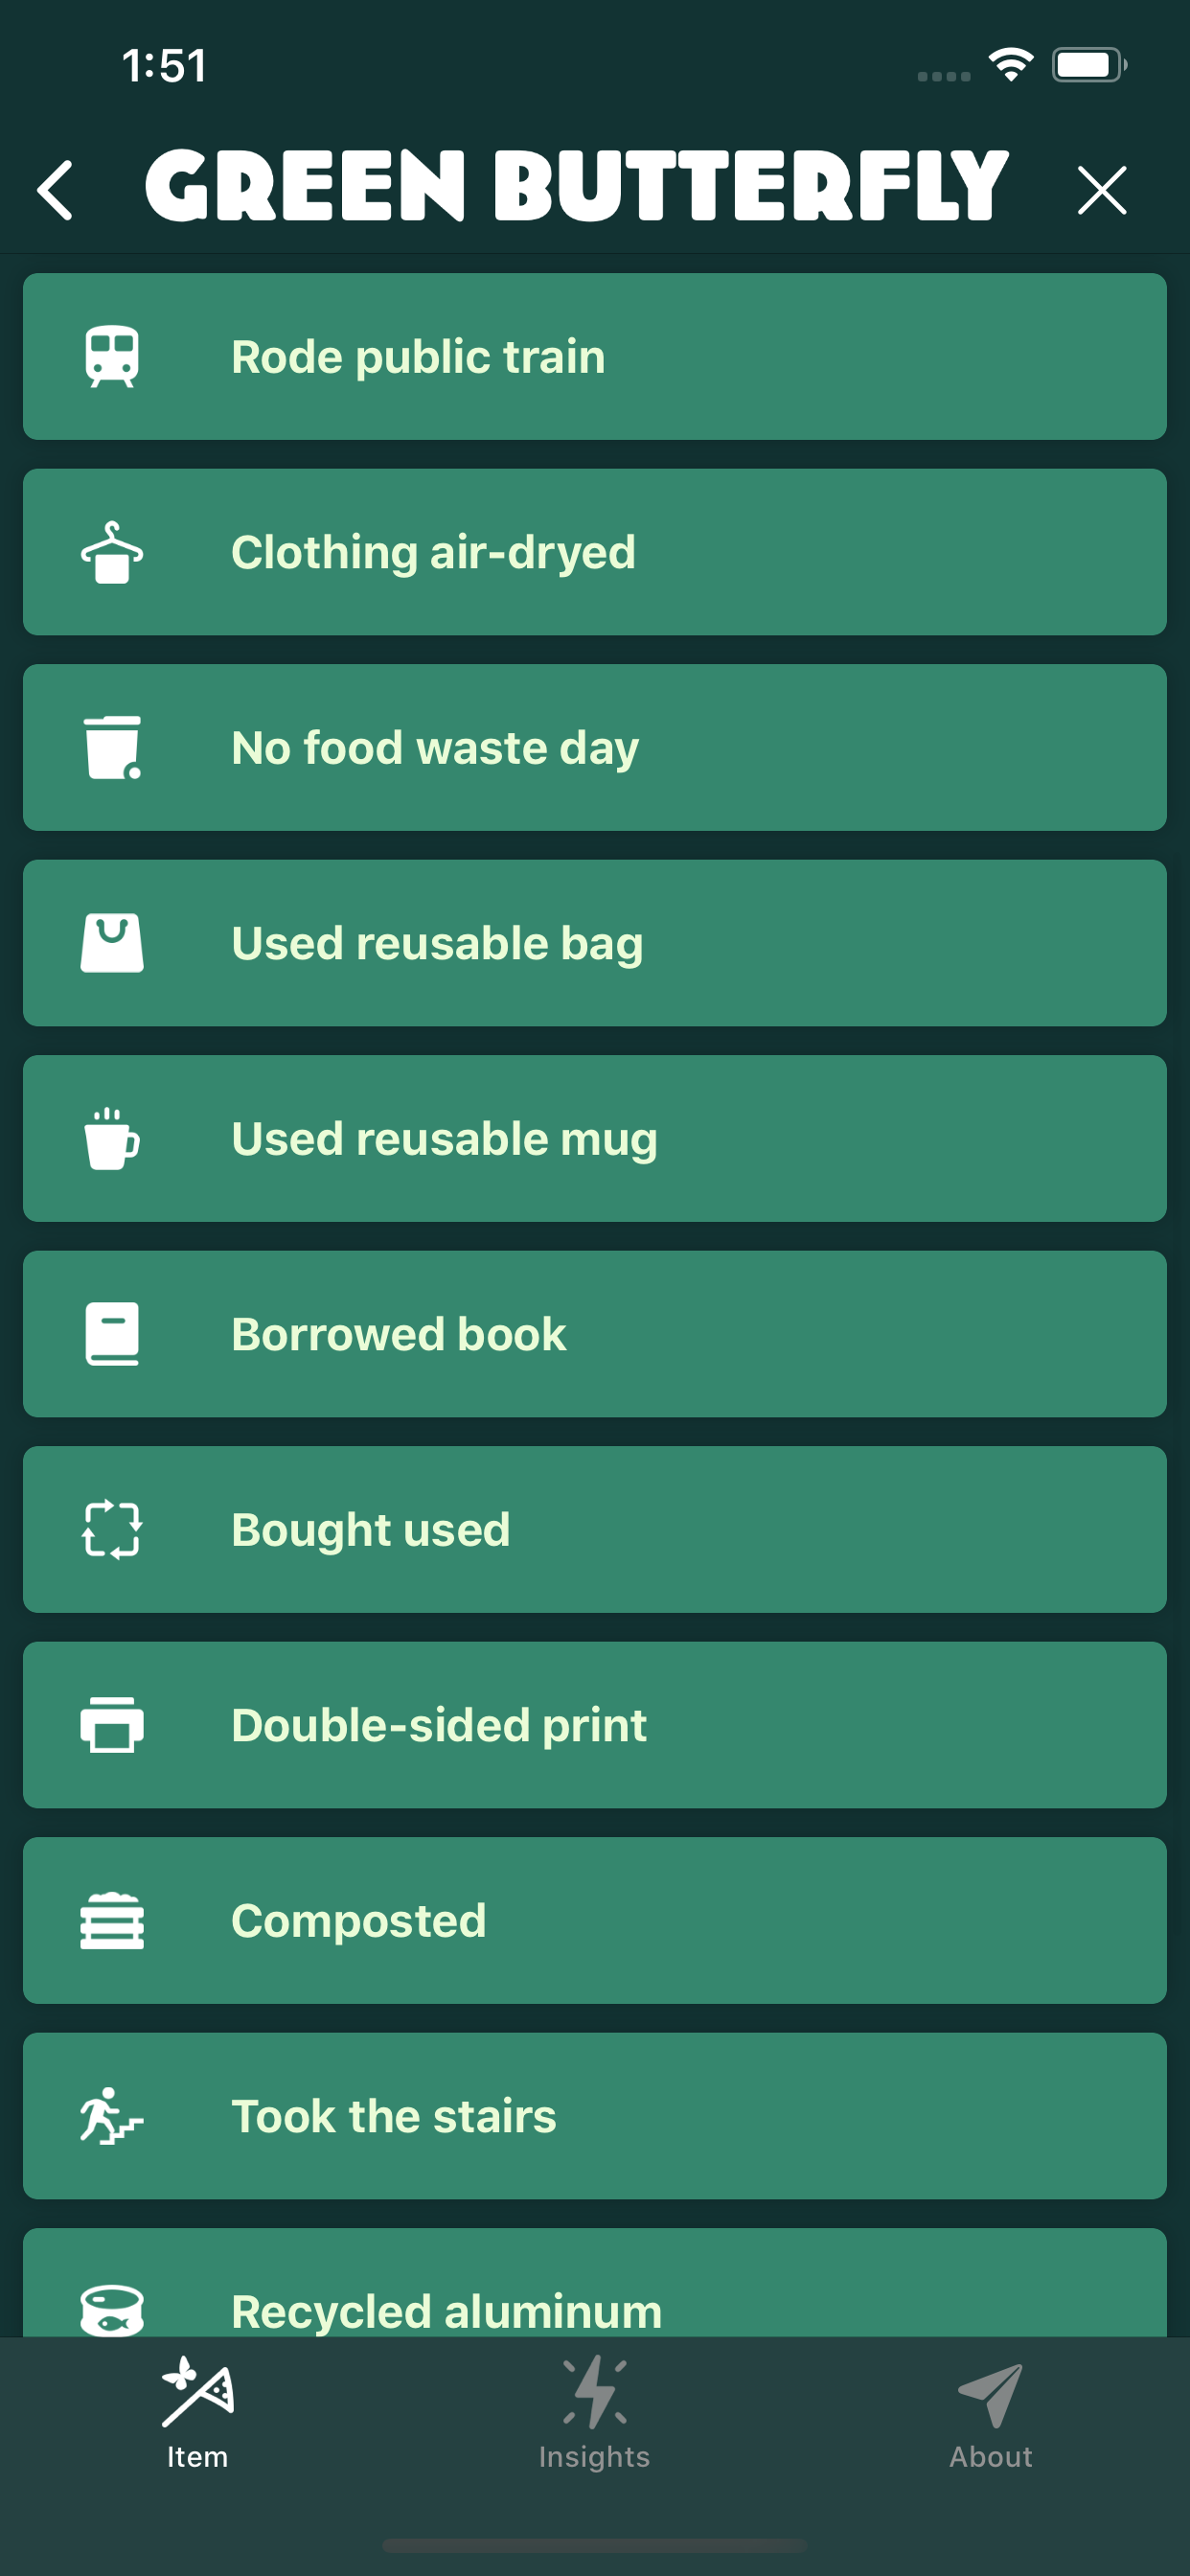 1:51
GREEN BUTTERFLY
Rode public train
Clothing air-dryed
No food waste day
Used reusable bag
Used reusable mug
Borrowed book
Bought used
Double-sided print
Composted
Took the stairs
Recycled aluminum
Item
Insights
About